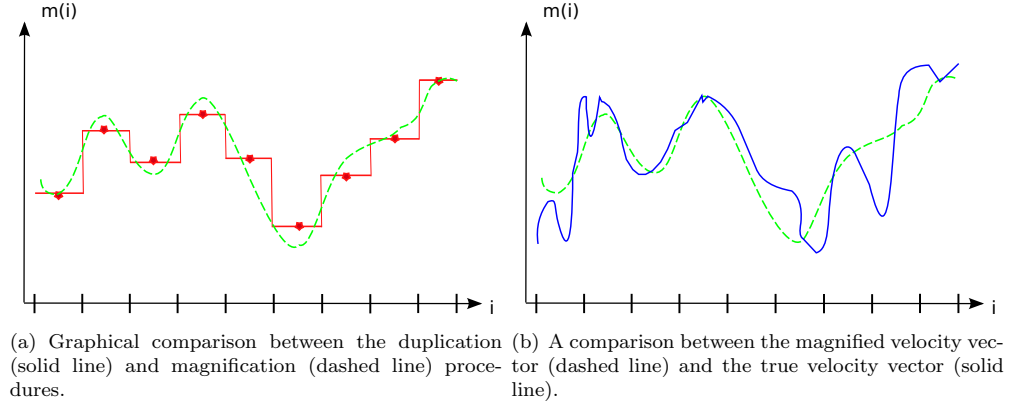 m(i)
i
(a) Graphical comparison between the duplication
(solid line) and magnification (dashed line) proce-
dures.
m(i)
i
(b) A comparison between the magnified velocity vec-
tor (dashed line) and the true velocity vector (solid
line).